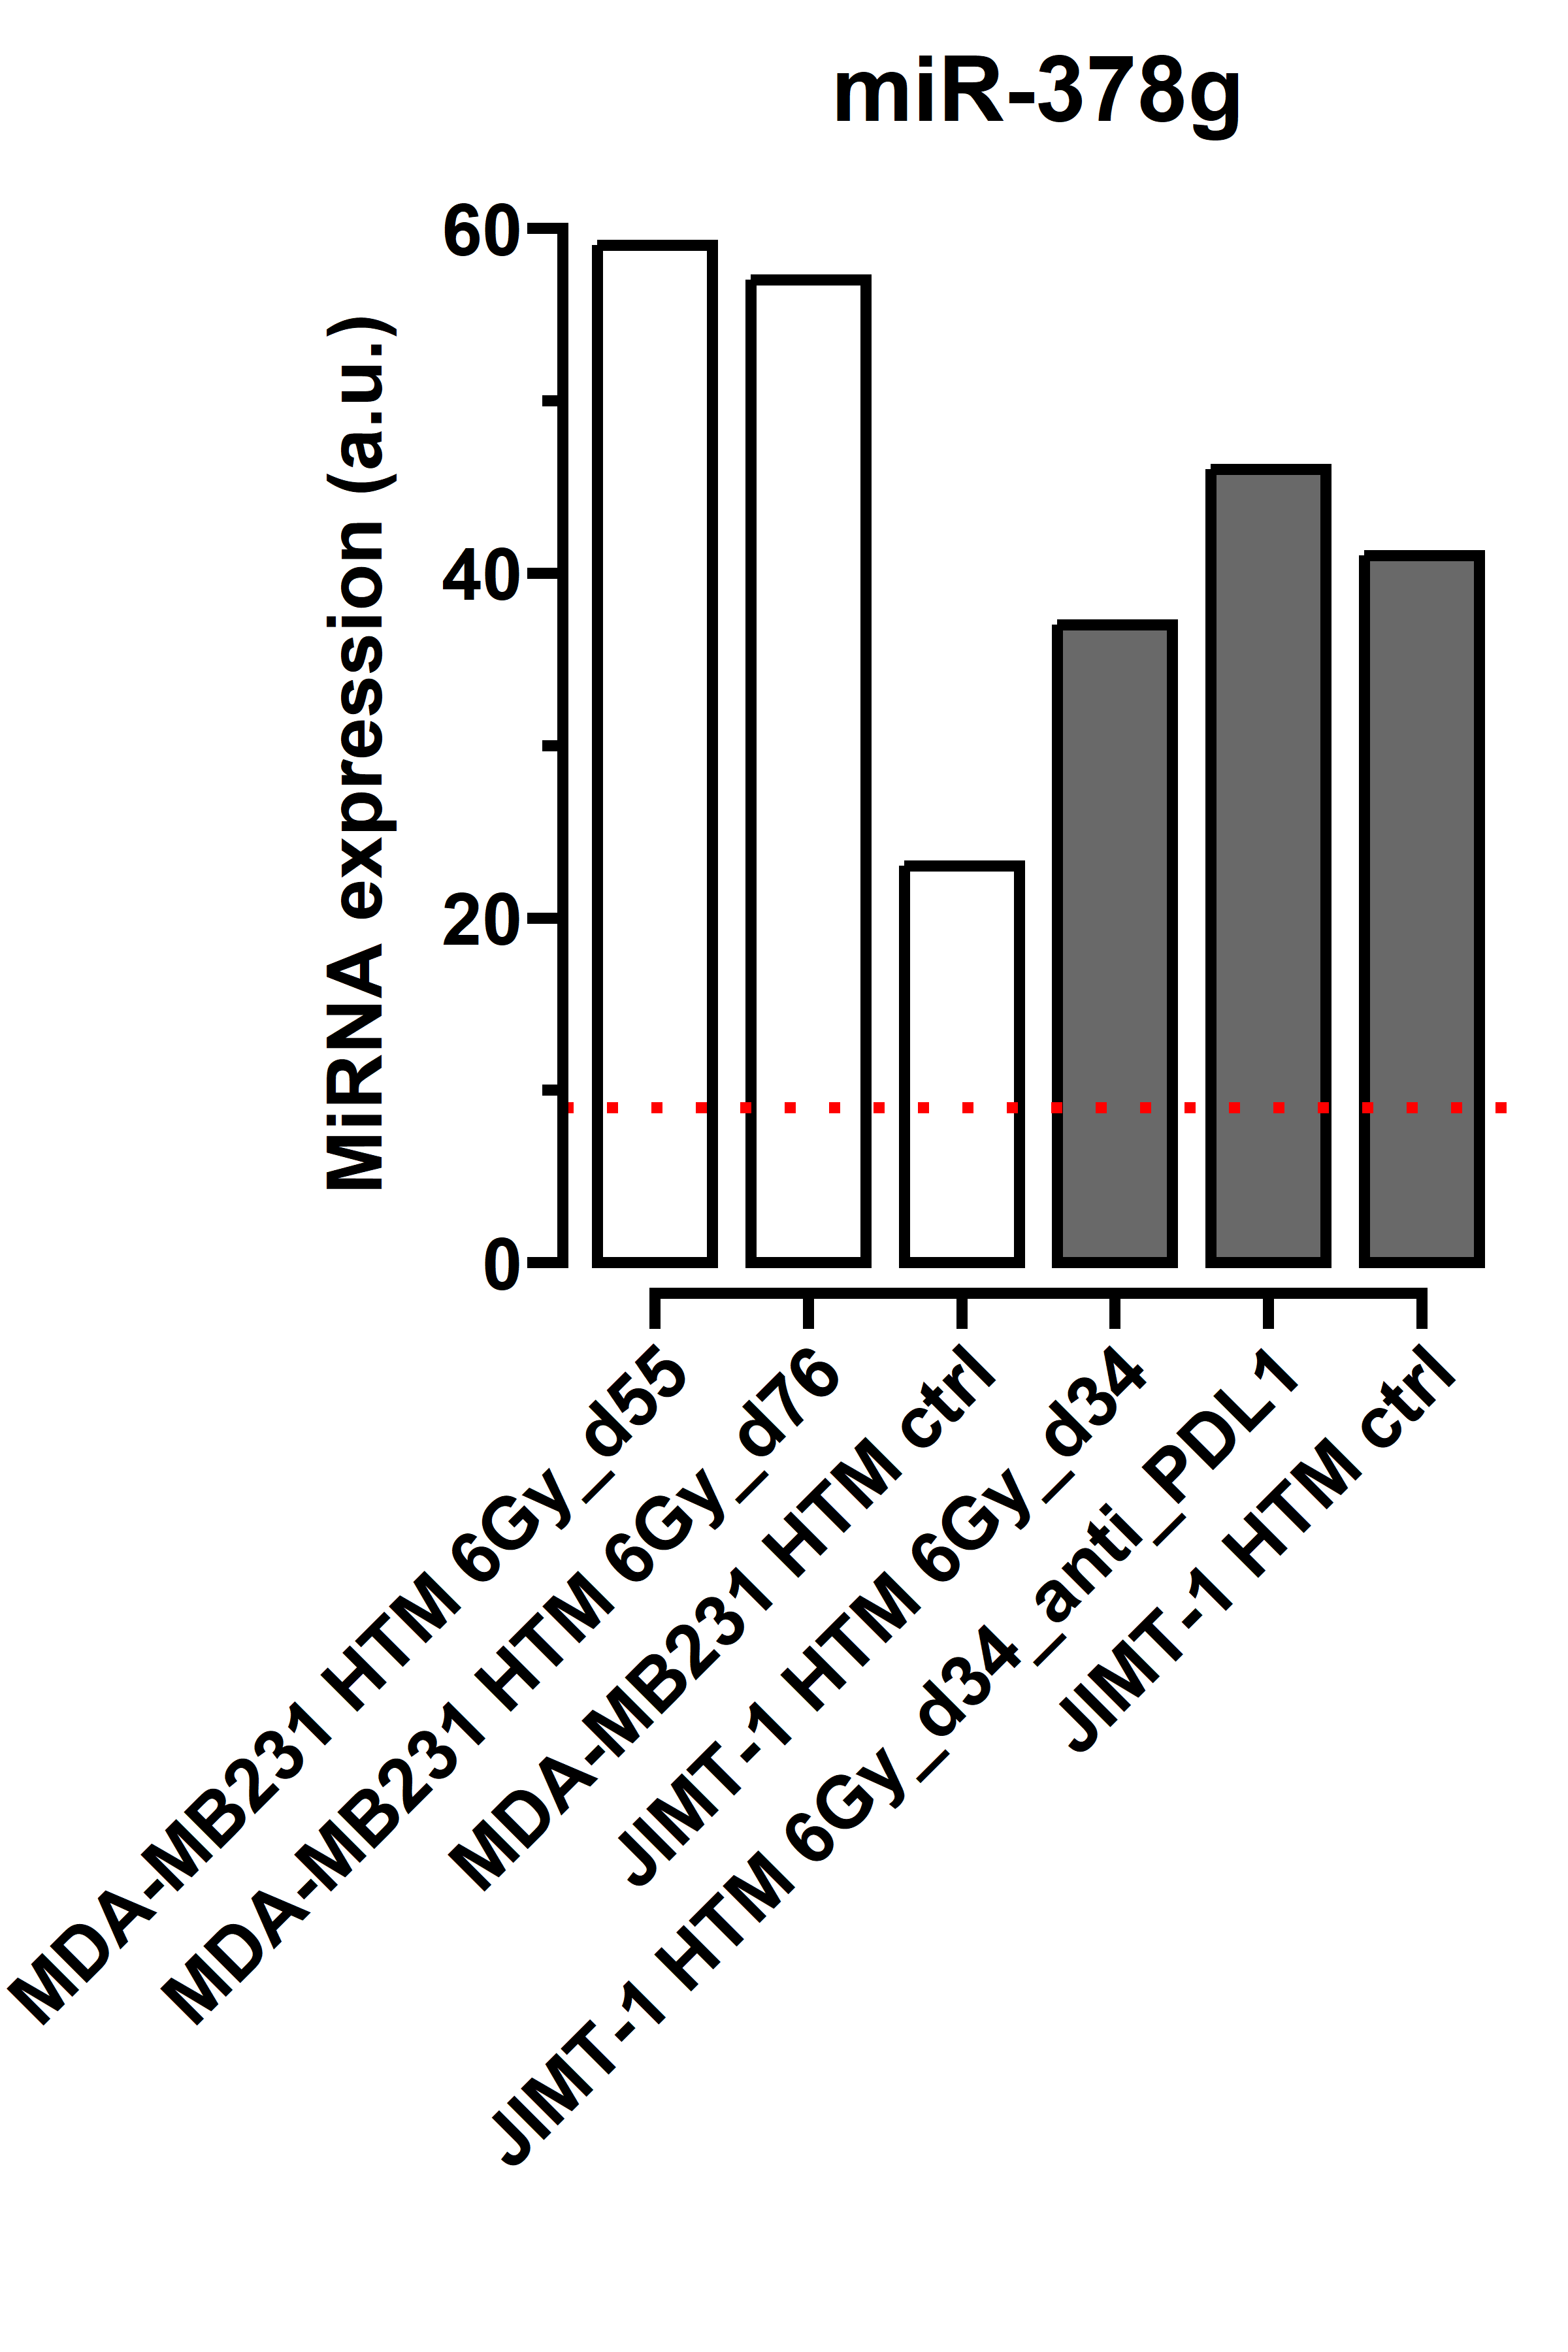 miR-378g
MiRNA expression (a.u.)
60
40
20
0
MDA-MB231 HTM 6Gy_d55
MDA-MB231 HTM 6Gy_d76
MDA-MB231 HTM ctrl
JIMT-1 HTM 6Gy_d34
JIMT-1 HTM 6Gy_d34_anti_PDL1
JIMT-1 HTM ctrl